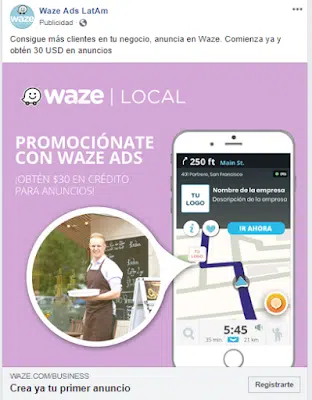 Waze Ads LatAm
Publicidad
Consigue más clientes en tu negocio, anuncia en Waze. Comienza ya y
obtén 30 USD en anuncios
waze | LOCAL
PROMOCIÓNATE
CON WAZE ADS
¡OBTÉN $30 EN CRÉDITO
PARA ANUNCIOS!
250 ft Main St.
400 Portrero, San Francisco
TU
LOGO
Nombre de la empresa
Descripción de la empresa
IR AHORA
TU
LOGO
5:45
35 min.
21 km
WAZE.COM/BUSINESS
Crea ya tu primer anuncio
Registrarte